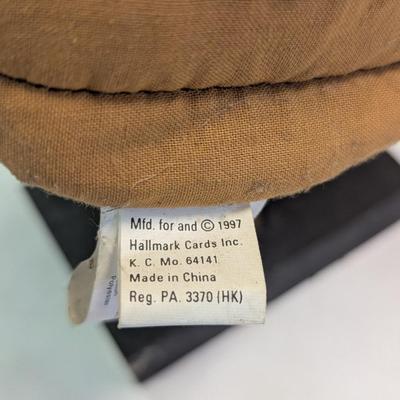 Mfd. for and © 1997
Hallmark Cards Inc.
K. C. Mo. 64141
Made in China
Reg. PA. 3370 (HK)